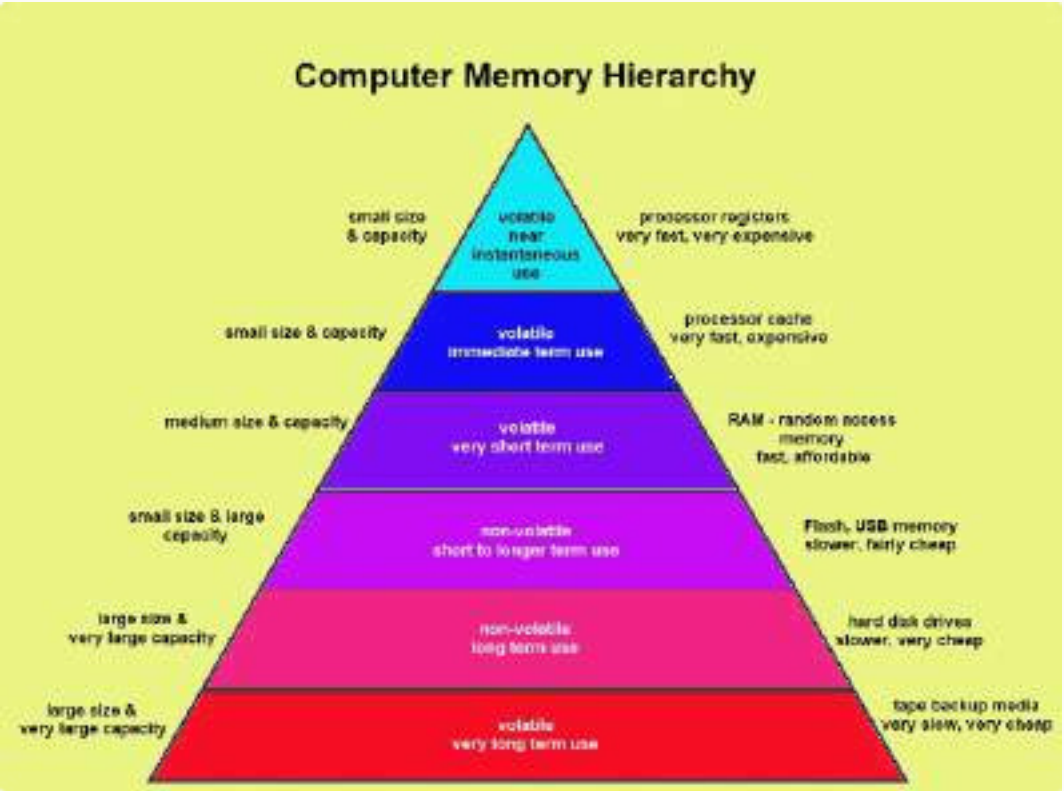 Computer Memory Hierarchy
small size
& capacity
volatile
near
instantaneous
use
processor registers
very fast, very expensive
small size & capacity
volatile
immediate term use
processor cache
very fast, expensive
medium size & capacity
volatile
very short term use
RAM - random access
memory
fast, affordable
small size & large
capacity
non-volatile
short to longer term use
Flash, USB memory
slower, fairly cheap
large size &
very large capacity
non-volatile
long term use
hard disk drives
slower, very cheap
large size &
very large capacity
volatile
very long term use
tape backup media
very slow, very cheap